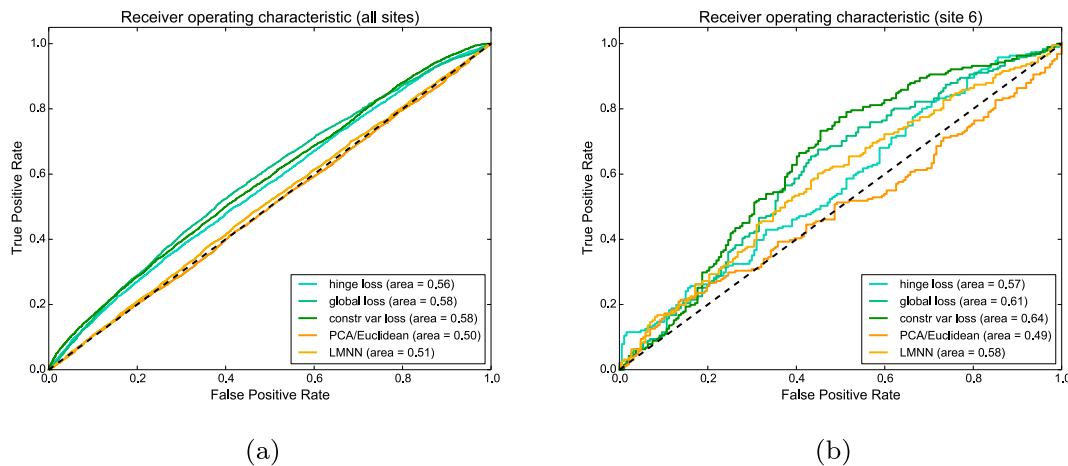 Receiver operating characteristic (all sites)
True Positive Rate
1.0
0.8
0.6
0.4
0.2
0.0
0.0 0.2 0.4 0.6 0.8 1.0
False Positive Rate
hinge loss (area = 0.56)
global loss (area = 0.58)
constr var loss (area = 0.58)
PCA/Euclidean (area = 0.50)
LMNN (area = 0.51)
(a)
Receiver operating characteristic (site 6)
True Positive Rate
1.0
0.8
0.6
0.4
0.2
0.0
0.0 0.2 0.4 0.6 0.8 1.0
False Positive Rate
hinge loss (area = 0.57)
global loss (area = 0.61)
constr var loss (area = 0.64)
PCA/Euclidean (area = 0.49)
LMNN (area = 0.58)
(b)